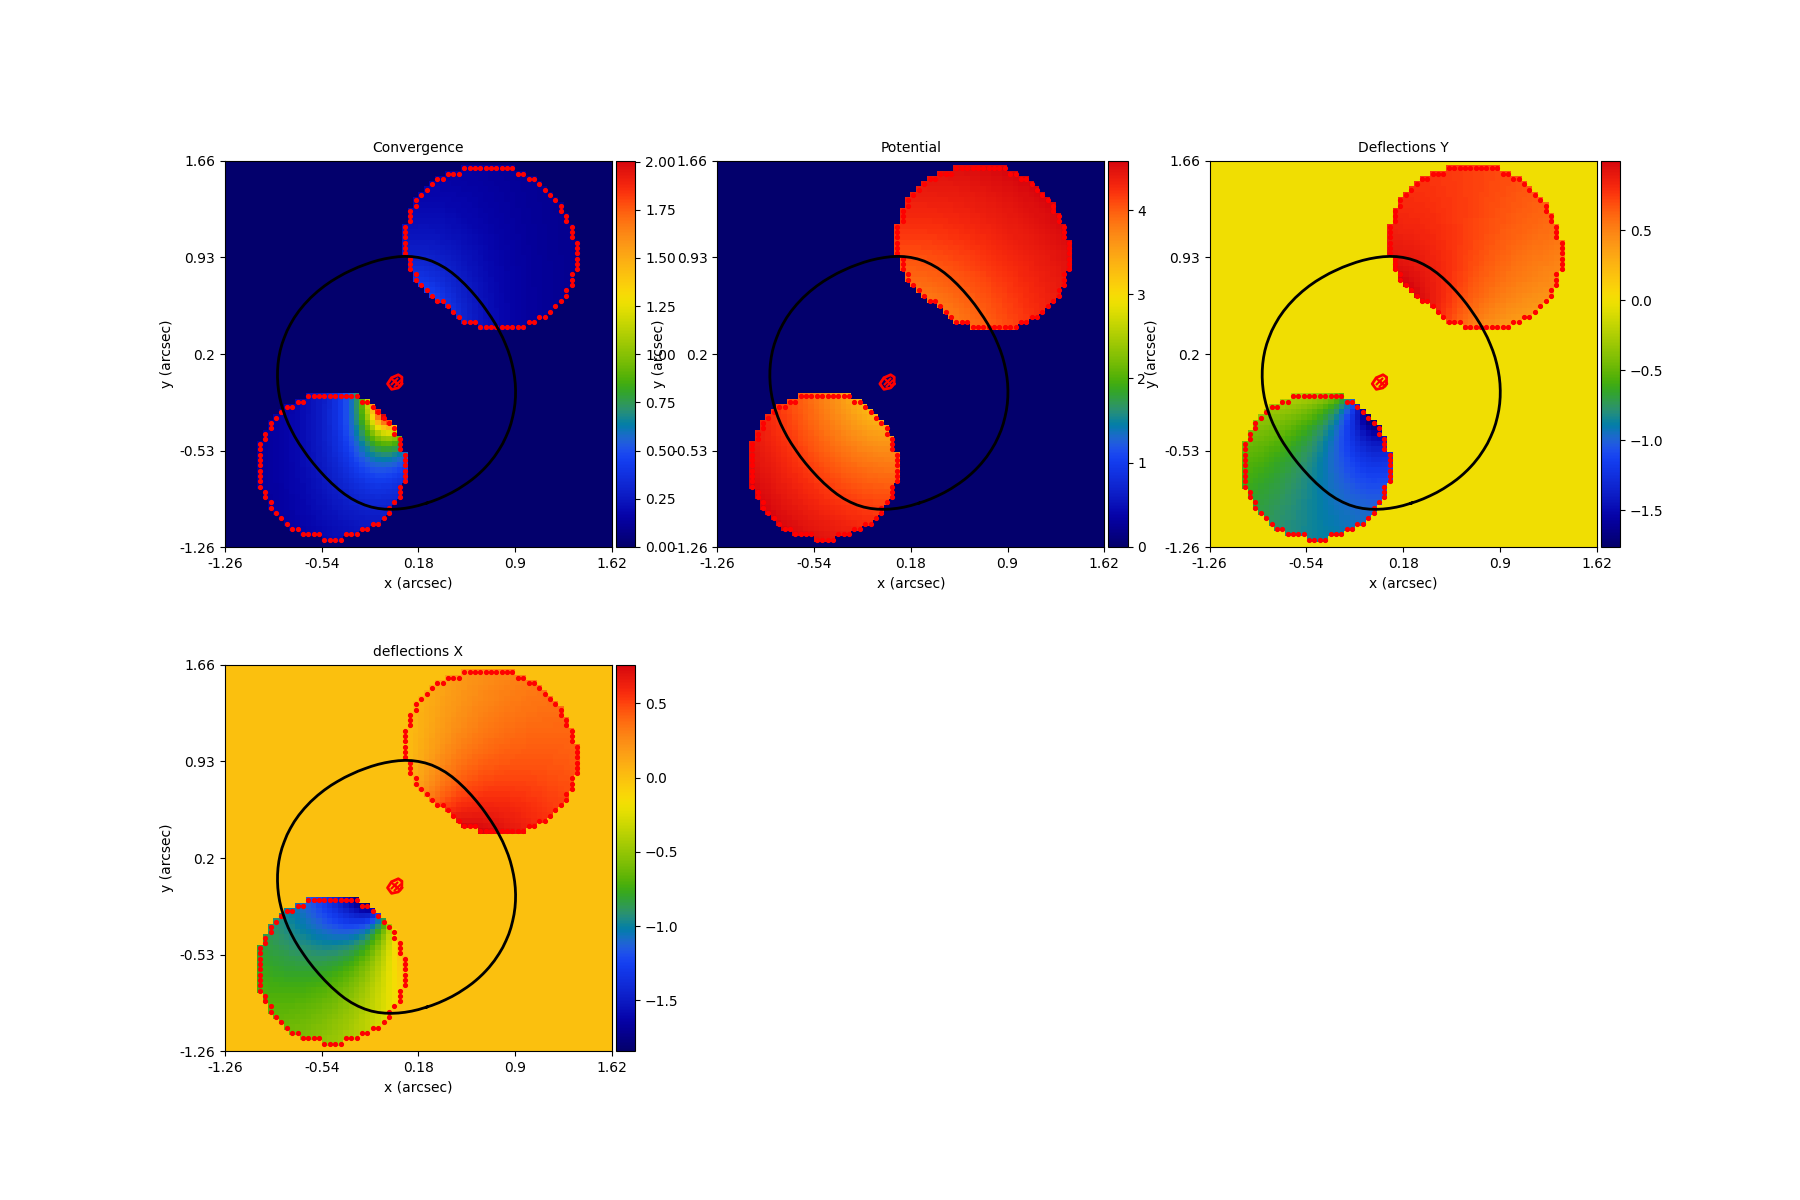 Convergence
1.66
0.93
0.2
-0.53
-1.26
y (arcsec)
-1.26 -0.54 0.18 0.9 1.62
x (arcsec)
2.00
1.75
1.50
1.25
1.00
0.75
0.50
0.25
0.00
Potential
1.66
0.93
0.2
-0.53
-1.26
y (arcsec)
-1.26 -0.54 0.18 0.9 1.62
x (arcsec)
4
3
2
1
0
Deflections Y
1.66
0.93
0.2
-0.53
-1.26
y (arcsec)
-1.26 -0.54 0.18 0.9 1.62
x (arcsec)
0.5
0.0
−0.5
−1.0
−1.5
deflections X
1.66
0.93
0.2
-0.53
-1.26
y (arcsec)
-1.26 -0.54 0.18 0.9 1.62
x (arcsec)
0.5
0.0
−0.5
−1.0
−1.5